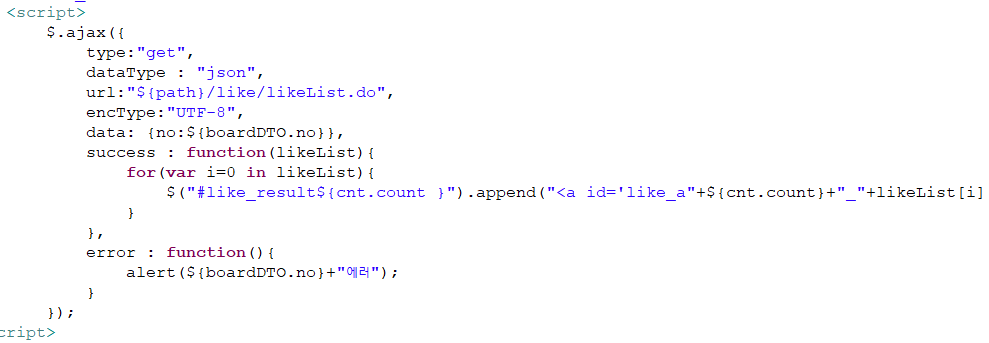 <script>
$.ajax({
type:"get",
dataType : "json",
url:"${path}/like/likeList.do",
encType:"UTF-8",
data: {no:${boardDTO.no}},
success : function(likeList){
for(var i=0 in likeList){
$("#like_result${cnt.count }").append("<a id='like_a"+${cnt.count}+"_"+likeList[i]
}
},
error : function(){
alert(${boardDTO.no}+"에러");
}
});
cript>